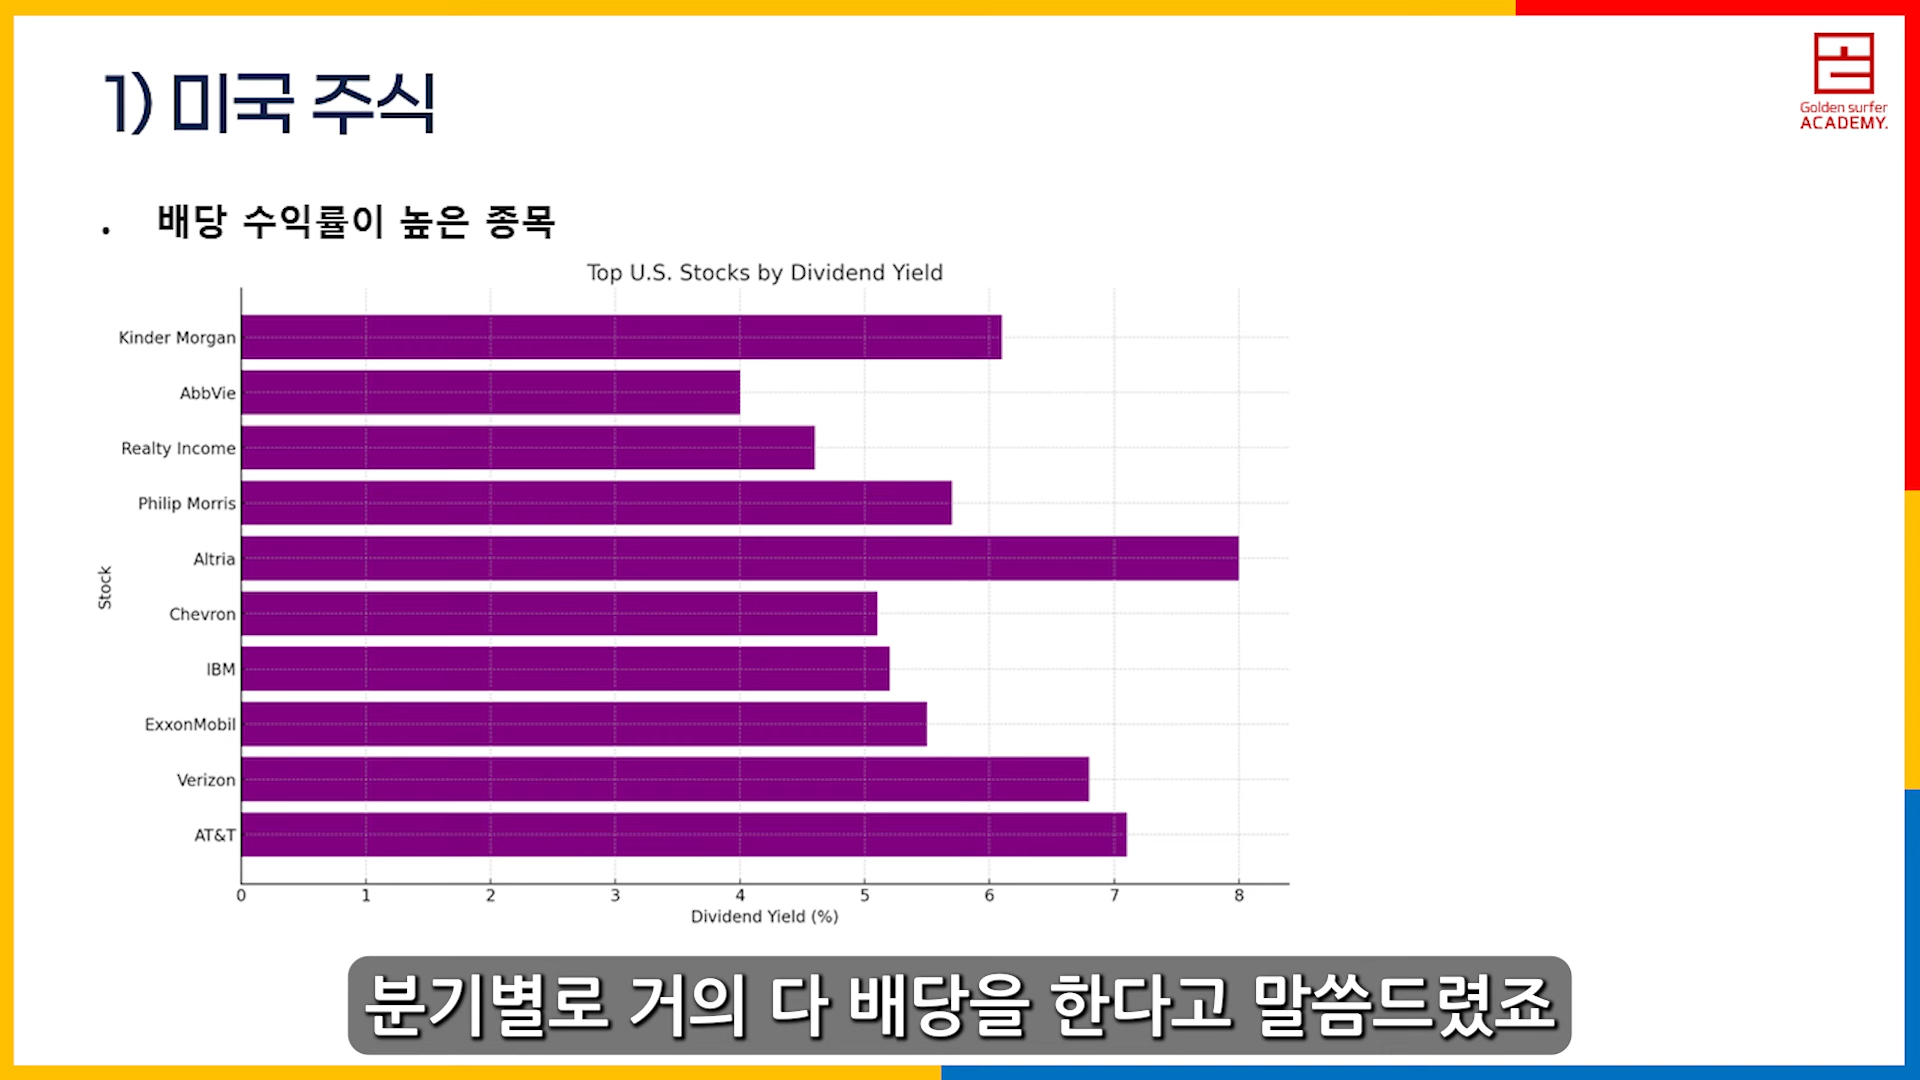 1) 미국 주식
Golden surfer
ACADEMY.
. 배당 수익률이 높은 종목
Top U.S. Stocks by Dividend Yield
Kinder Morgan
AbbVie
Realty Income
Philip Morris
Altria
Chevron
IBM
ExxonMobil
Verizon
AT&T
Stock
0 1 2 3 4 5 6 7 8
Dividend Yield (%)
분기별로 거의 다 배당을 한다고 말씀드렸죠